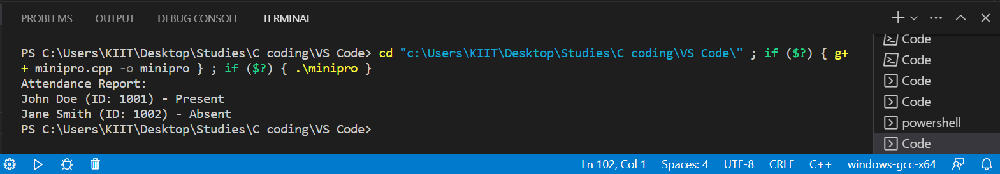 PROBLEMS OUTPUT DEBUG CONSOLE TERMINAL
PS C:\Users\KIIT\Desktop\Studies\C coding\VS Code> cd "c:\Users\KIIT\Desktop\Studies\C coding\VS Code\" ; if ($?) { g+
+ minipro.cpp -o minipro } ; if ($?) { .\minipro }
Attendance Report:
John Doe (ID: 1001) - Present
Jane Smith (ID: 1002) - Absent
PS C:\Users\KIIT\Desktop\Studies\C coding\VS Code>
Code
Code
Code
Code
powershell
Code
Ln 102, Col 1 Spaces: 4 UTF-8 CRLF C++ windows-gcc-x64